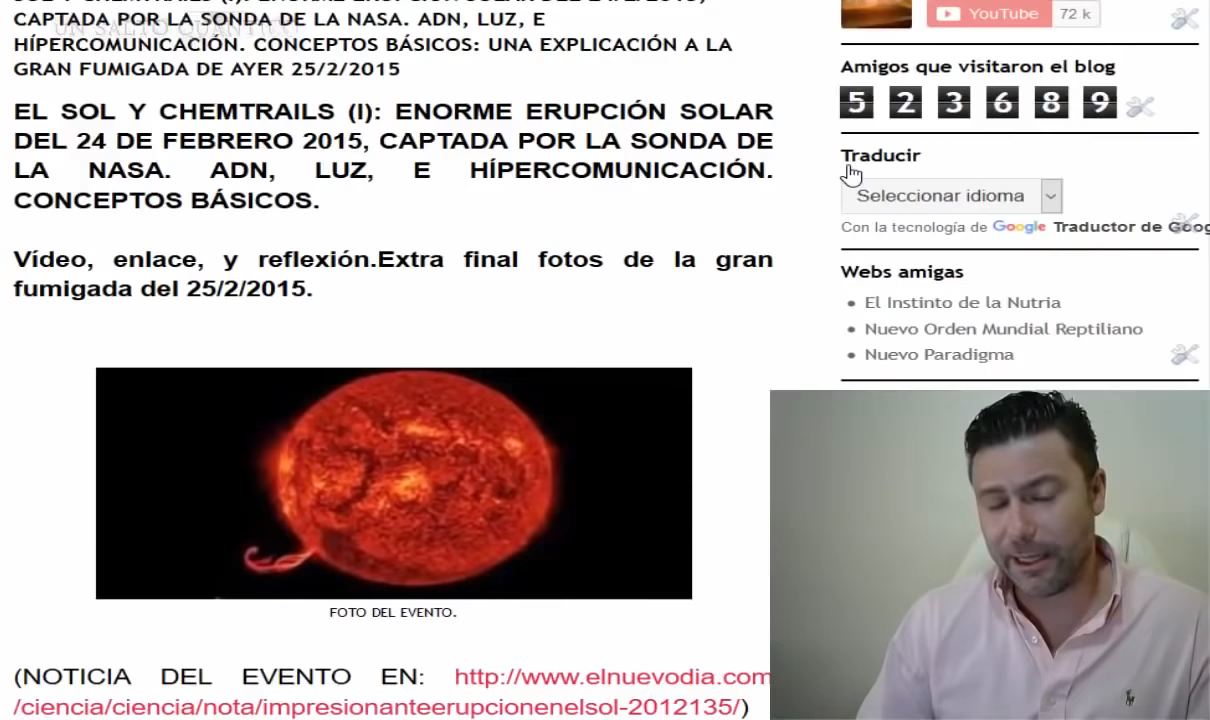 CAPTADA POR LA SONDA DE LA NASA. ADN, LUZ, E
UN SALTO QUÁNTICO
HÍPERCOMUNICACIÓN. CONCEPTOS BÁSICOS: UNA EXPLICACIÓN A LA
GRAN FUMIGADA DE AYER 25/2/2015
EL SOL Y CHEMTRAILS (I): ENORME ERUPCIÓN SOLAR
DEL 24 DE FEBRERO 2015, CAPTADA POR LA SONDA DE
LA NASA. ADN, LUZ, E HÍPERCOMUNICACIÓN.
CONCEPTOS BÁSICOS.
Vídeo, enlace, y reflexión.Extra final fotos de la gran
fumigada del 25/2/2015.
FOTO DEL EVENTO.
(NOTICIA DEL EVENTO EN: http://www.elnuevodia.com
/ciencia/ciencia/nota/impresionanteerupcionenelsol-2012135/)
YouTube 72 k
Amigos que visitaron el blog
5 2 3 6 8 9
Traducir
Seleccionar idioma
Con la tecnología de Google Traductor de Goog
Webs amigas
El Instinto de la Nutria
Nuevo Orden Mundial Reptiliano
Nuevo Paradigma